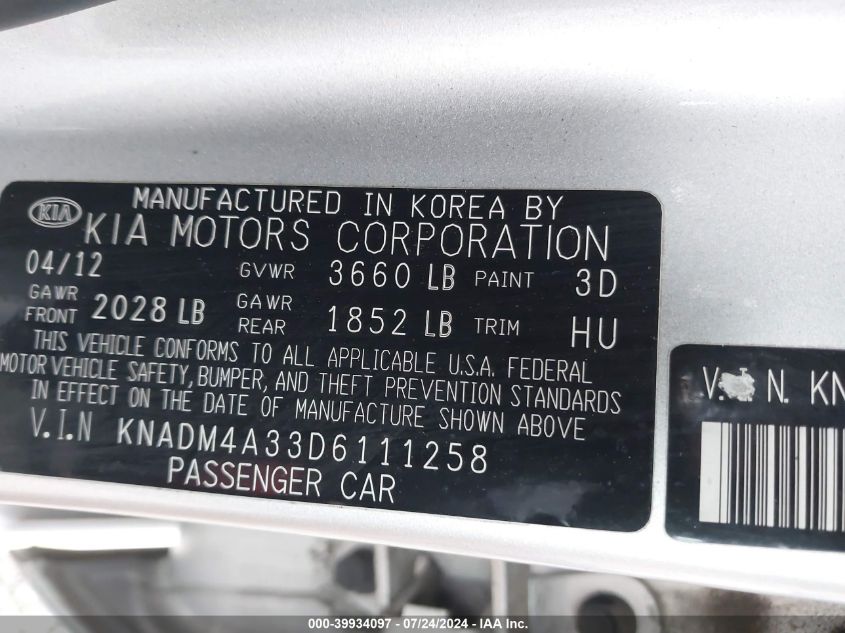 MANUFACTURED IN KOREA BY
KIA KIA MOTORS CORPORATION
04/12 GVWR 3660 LB PAINT 3D
GAWR FRONT 2028 LB GAWR REAR 1852 LB TRIM HU
THIS VEHICLE CONFORMS TO ALL APPLICABLE U.S.A. FEDERAL
MOTOR VEHICLE SAFETY, BUMPER, AND THEFT PREVENTION STANDARDS
IN EFFECT ON THE DATE OF MANUFACTURE SHOWN ABOVE
V.I.N KNADM4A33D6111258
PASSENGER CAR
V.I.N. KN
000-39934097 - 07/24/2024 - IAA Inc.